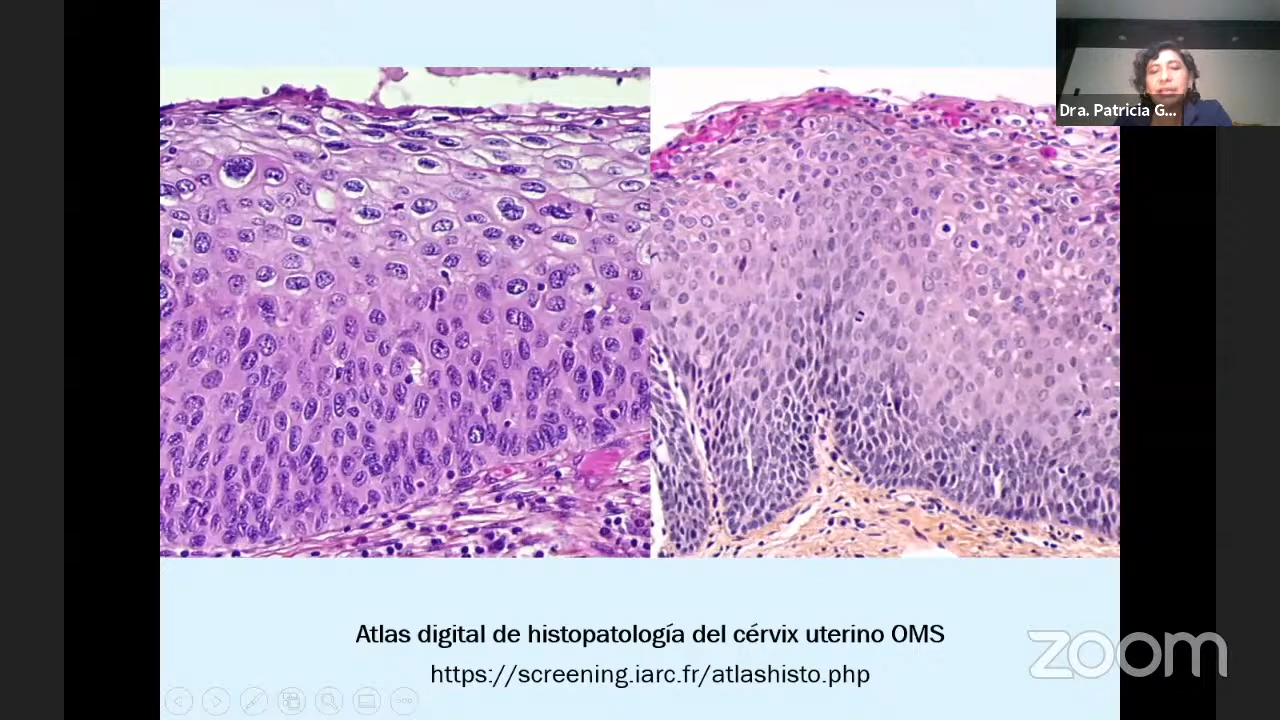 Dra. Patricia G...
Atlas digital de histopatología del cérvix uterino OMS
https://screening.iarc.fr/atlashisto.php
zoom